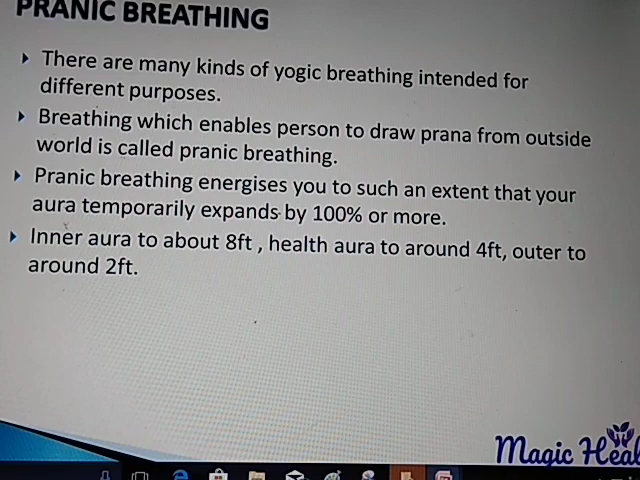 PRANIC BREATHING
There are many kinds of yogic breathing intended for
different purposes.
Breathing which enables person to draw prana from outside
world is called pranic breathing.
Pranic breathing energises you to such an extent that your
aura temporarily expands by 100% or more.
Inner aura to about 8ft , health aura to around 4ft, outer to
around 2ft.
Magic Heal